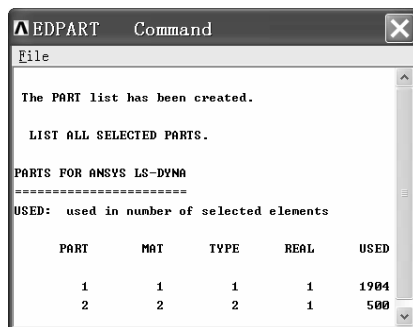 EDPART Command
File
The PART list has been created.
LIST ALL SELECTED PARTS.
PARTS FOR ANSYS LS-DYNA
=======================
USED: used in number of selected elements
PART MAT TYPE REAL USED
1 1 1 1 1904
2 2 2 1 500